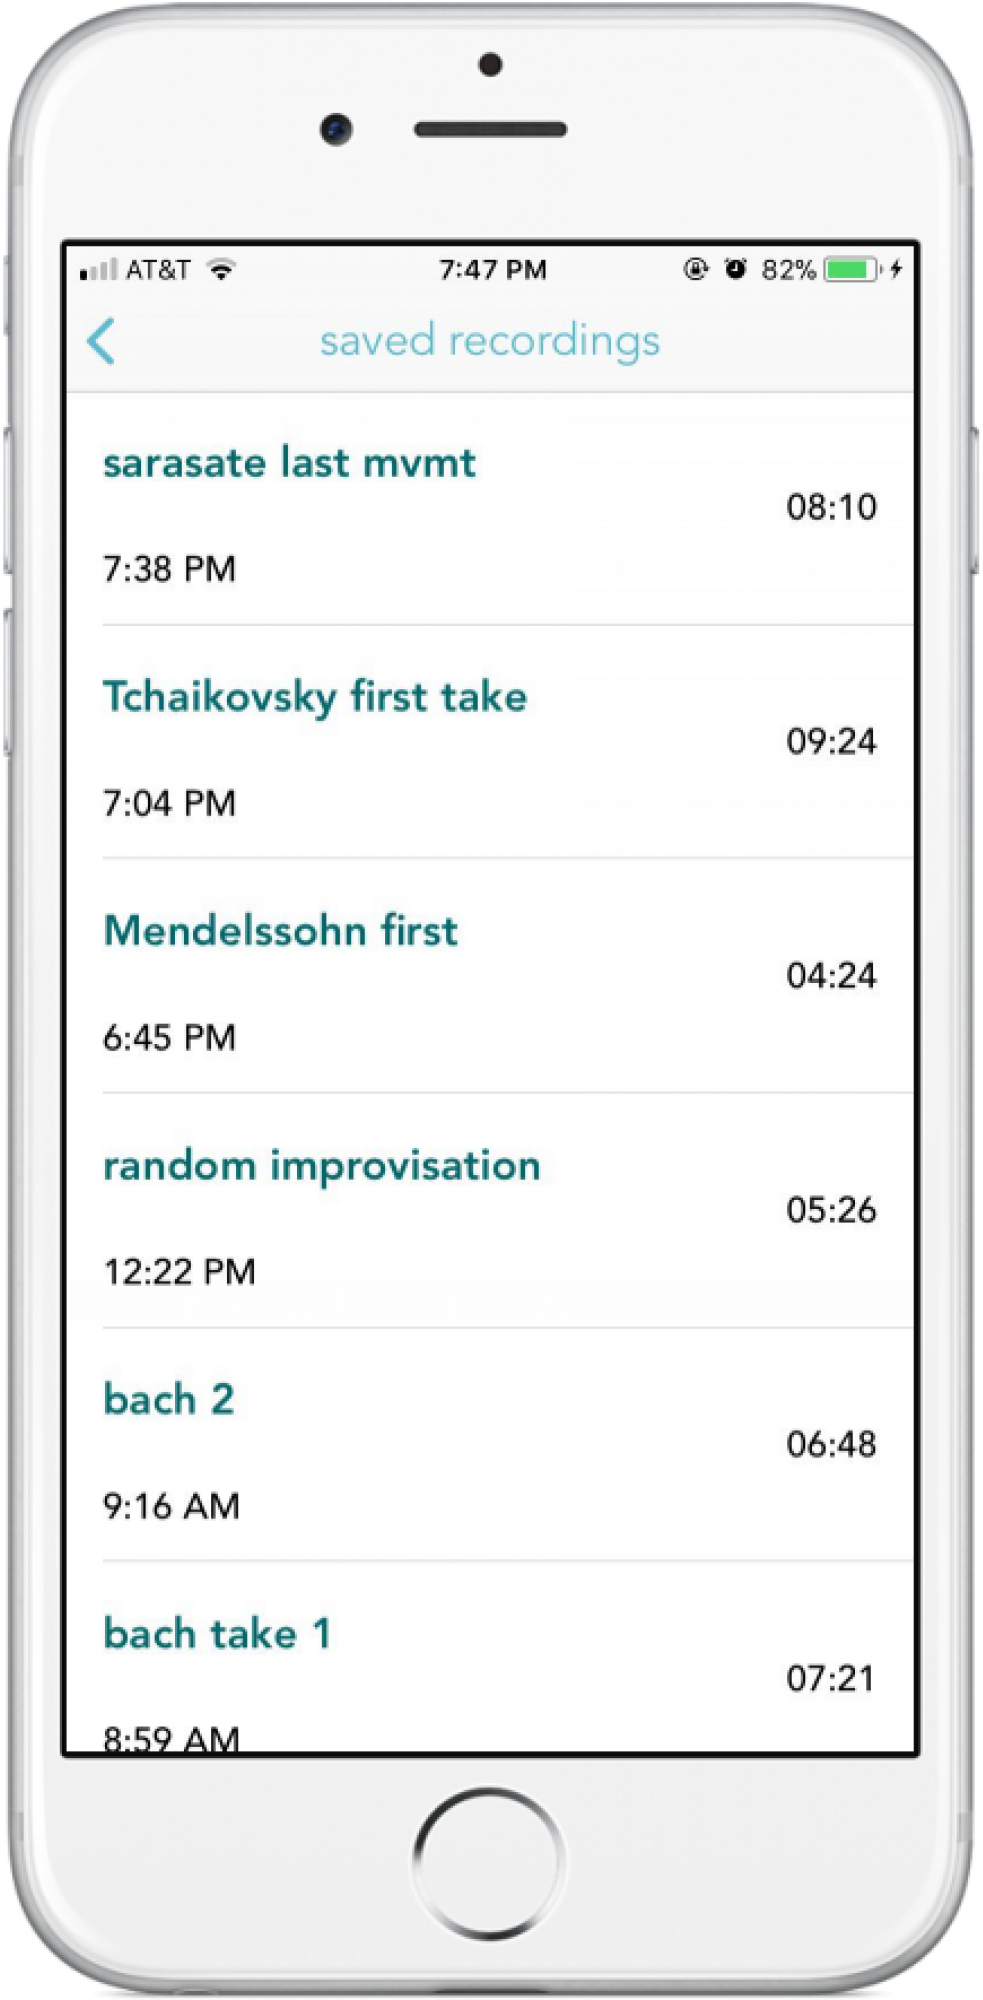 AT&T 7:47 PM 82%
saved recordings
sarasate last mvmt
08:10
7:38 PM
Tchaikovsky first take
09:24
7:04 PM
Mendelssohn first
04:24
6:45 PM
random improvisation
05:26
12:22 PM
bach 2
06:48
9:16 AM
bach take 1
07:21
8:59 AM